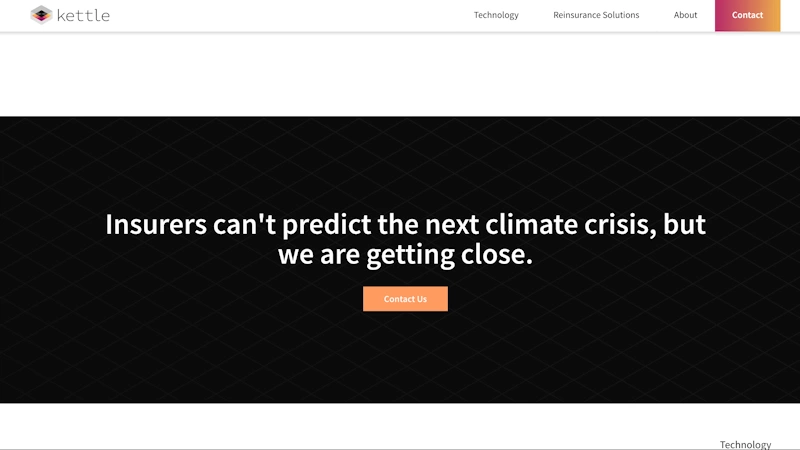 kettle
Technology
Reinsurance Solutions
About
Contact
Insurers can't predict the next climate crisis, but
we are getting close.
Contact Us
Technology